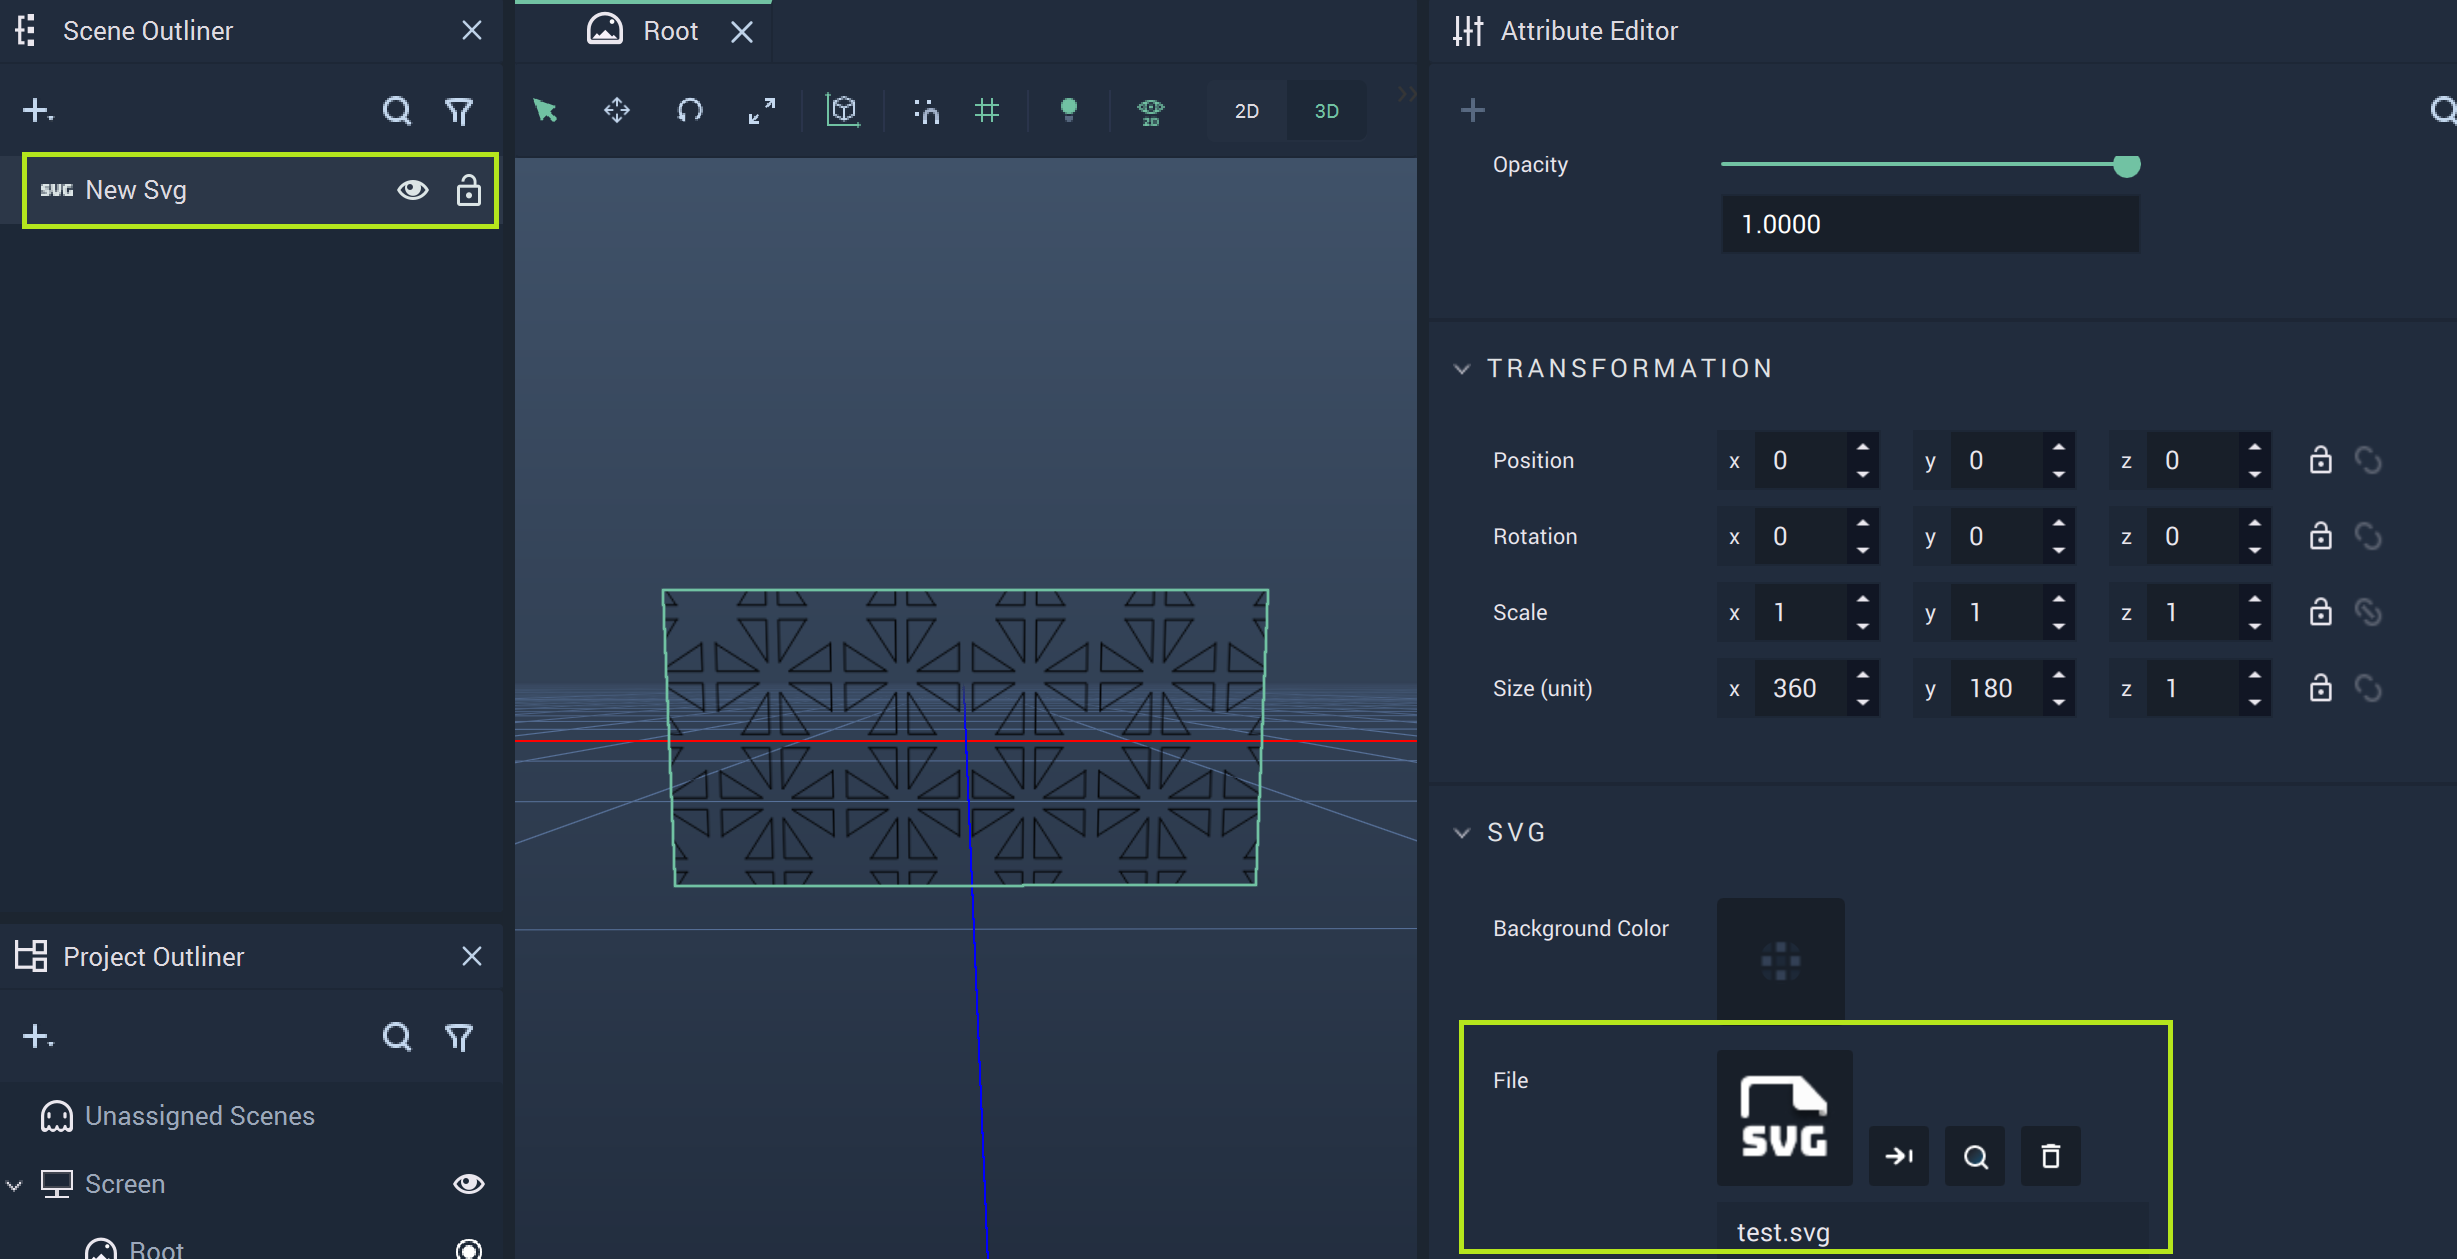 Scene Outliner
SVG New Svg
Project Outliner
Unassigned Scenes
Screen
Root
Root
2D
2D
3D
Attribute Editor
Opacity
1.0000
TRANSFORMATION
Position x 0 y 0 z 0
Rotation x 0 y 0 z 0
Scale x 1 y 1 z 1
Size (unit) x 360 y 180 z 1
SVG
Background Color
File
SVG
test.svg